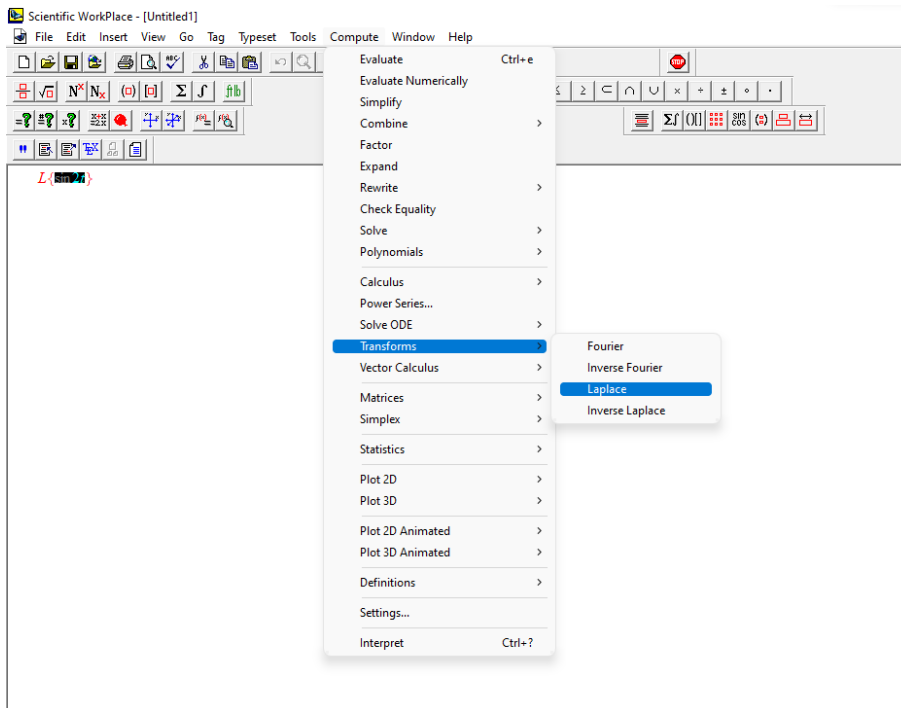 Scientific WorkPlace - [Untitled1]
File Edit Insert View Go Tag Typeset Tools Compute Window Help
L{sin 2t}
Evaluate Ctrl+e
Evaluate Numerically
Simplify
Combine
Factor
Expand
Rewrite
Check Equality
Solve
Polynomials
Calculus
Power Series...
Solve ODE
Transforms
Vector Calculus
Matrices
Simplex
Statistics
Plot 2D
Plot 3D
Plot 2D Animated
Plot 3D Animated
Definitions
Settings...
Interpret Ctrl+?
Fourier
Inverse Fourier
Laplace
Inverse Laplace